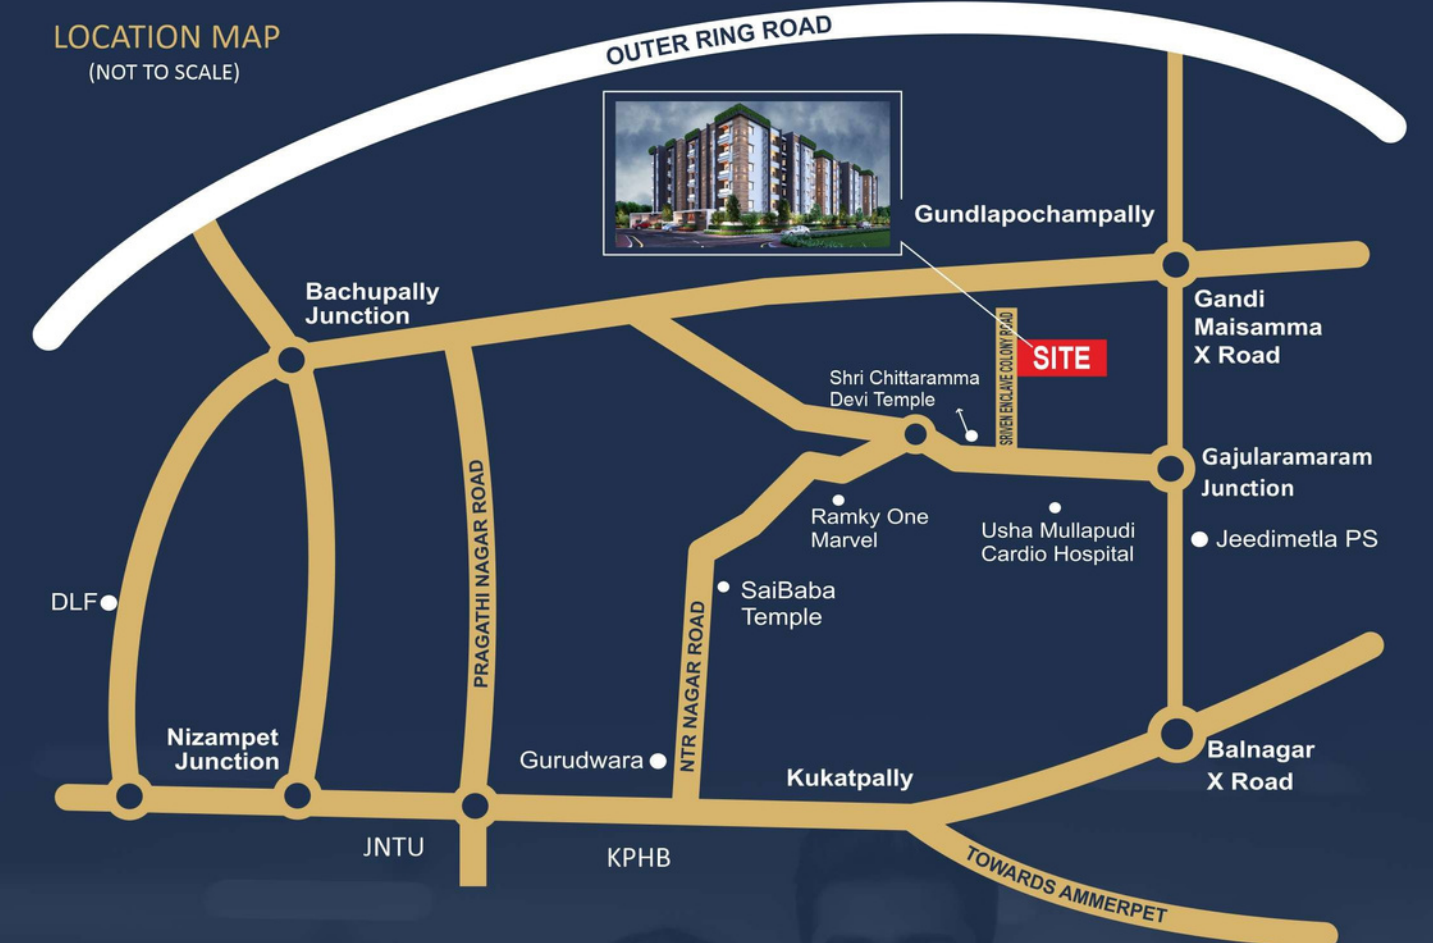 LOCATION MAP
(NOT TO SCALE)
OUTER RING ROAD
Gundlapochampally
Bachupally
Junction
Gandi
Maisamma
X Road
SRIVEN ENCLAVE COLONY ROAD
SITE
Shri Chittaramma
Devi Temple
Gajularamaram
Junction
PRAGATHI NAGAR ROAD
Ramky One
Marvel
Usha Mullapudi
Cardio Hospital
Jeedimetla PS
DLF
SaiBaba
Temple
NTR NAGAR ROAD
Nizampet
Junction
Gurudwara
Kukatpally
Balnagar
X Road
JNTU
KPHB
TOWARDS AMMERPET